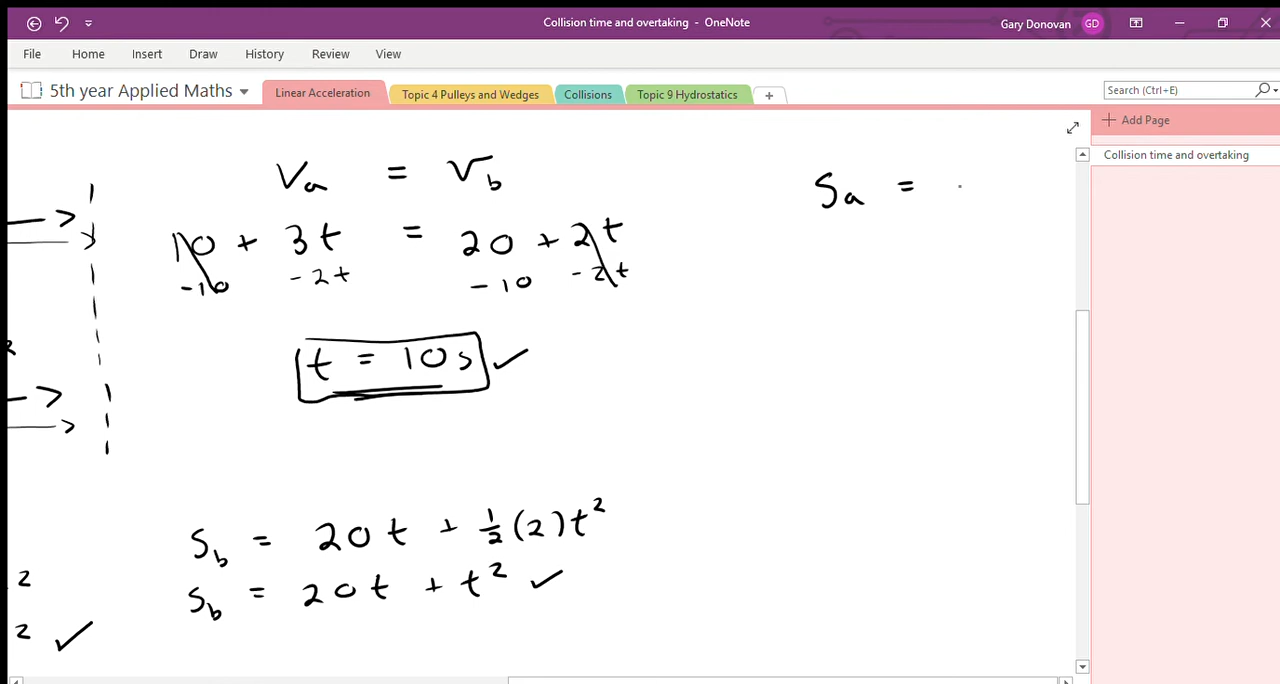 Collision time and overtaking - OneNote
Gary Donovan GD
File Home Insert Draw History Review View
5th year Applied Maths
Linear Acceleration Topic 4 Pulleys and Wedges Collisions Topic 9 Hydrostatics +
Search (Ctrl+E)
+ Add Page
Collision time and overtaking
Va = Vb
10 + 3t = 20 + 2t
-10 -2t -10 -2t
t = 10s ✓
Sb = 20t + ½(2)t²
Sb = 20t + t² ✓
Sa =
2
2 ✓